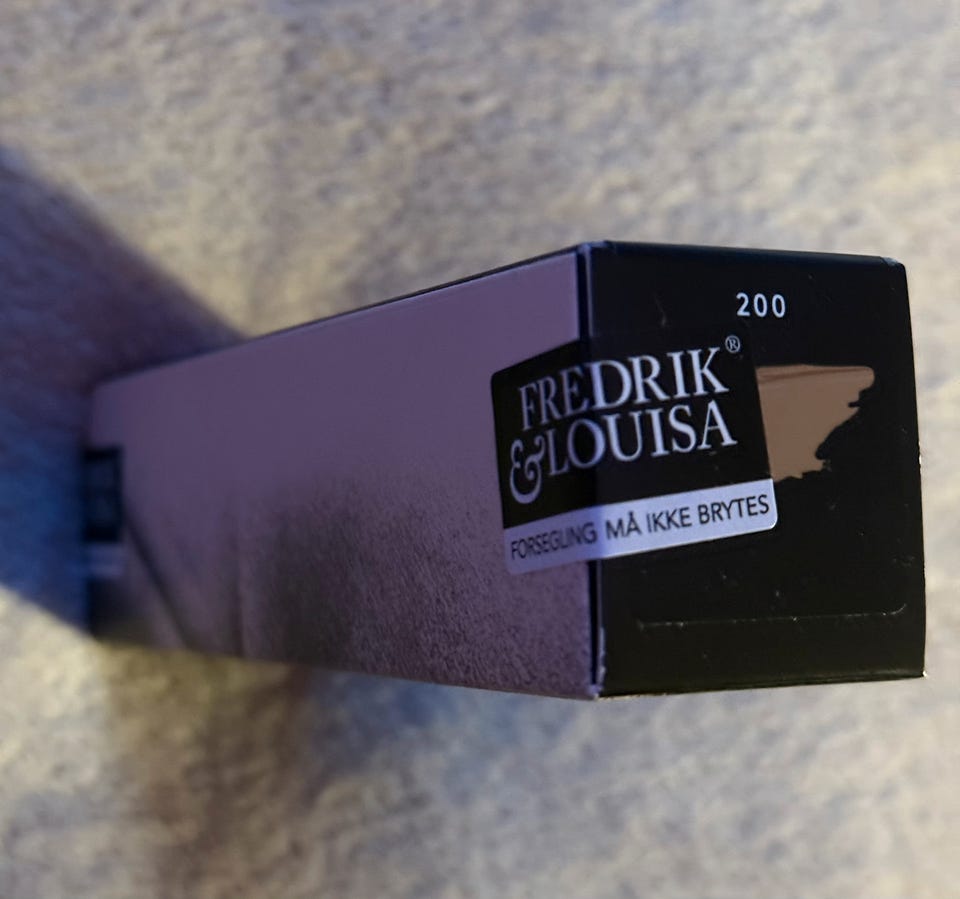 200
FREDRIK®
&LOUISA
FORSEGLING MÅ IKKE BRYTES